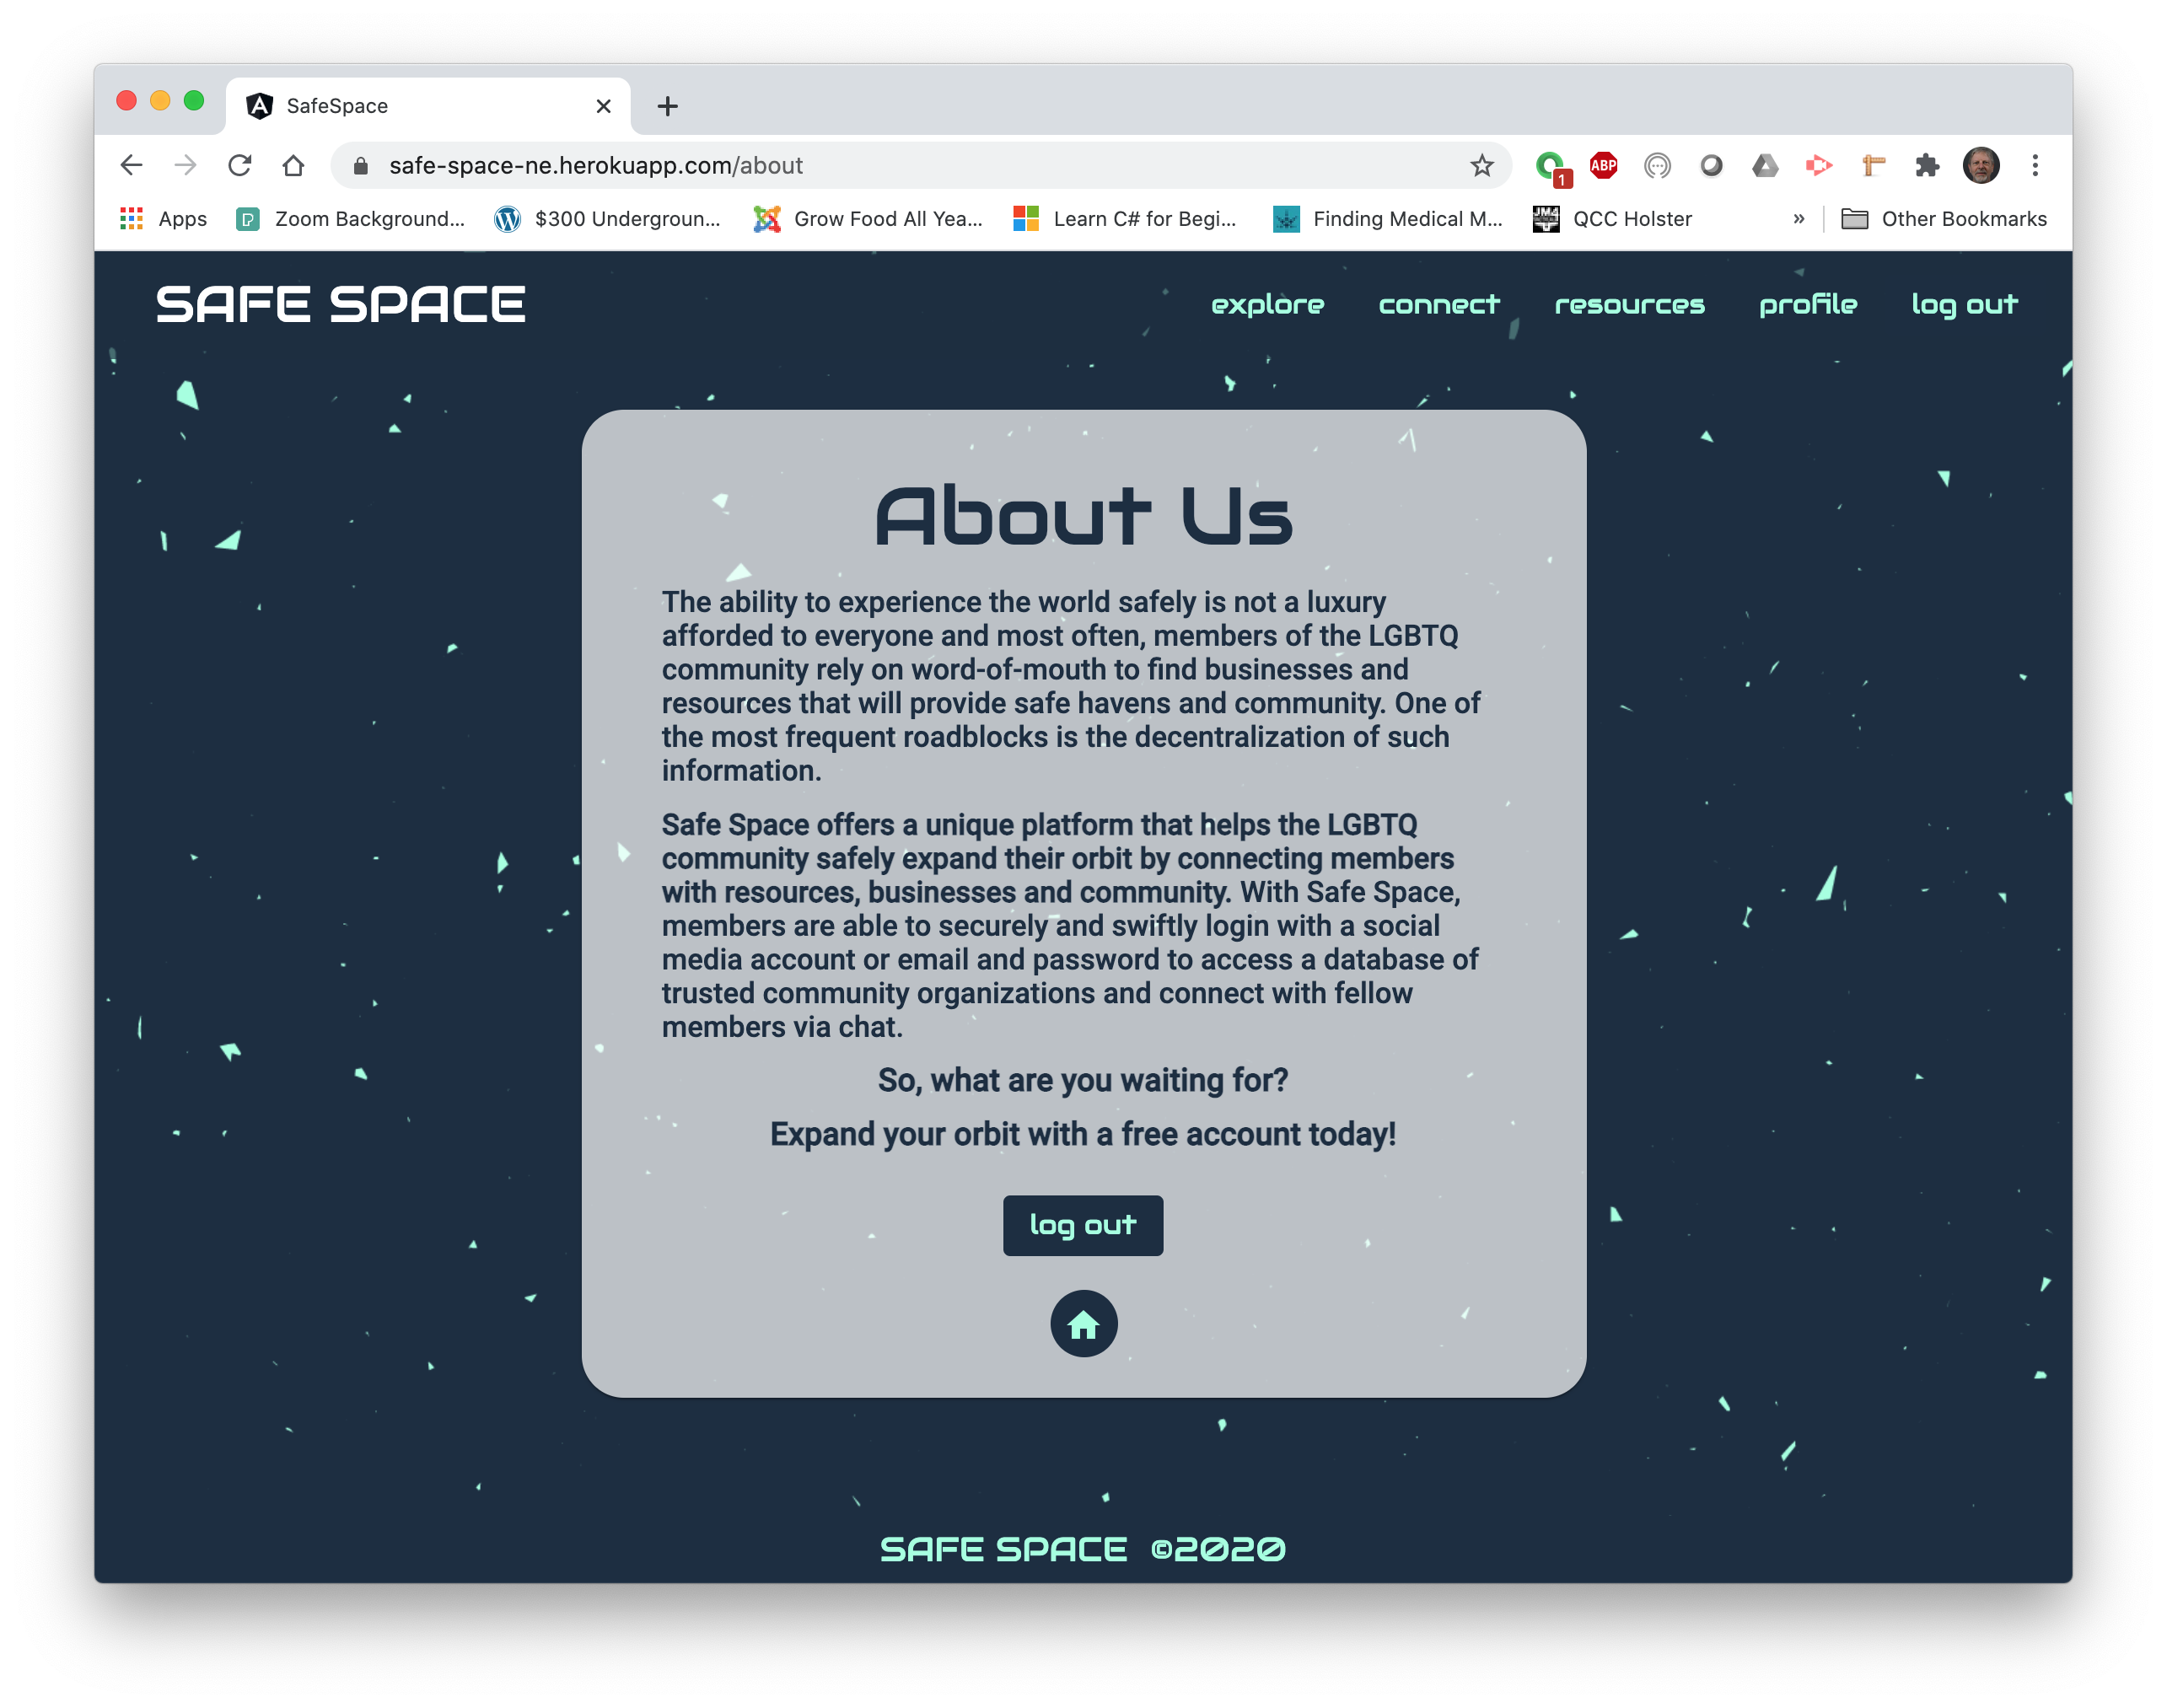 SafeSpace
safe-space-ne.herokuapp.com/about
1
ABP
Apps
Zoom Background...
$300 Undergroun...
Grow Food All Yea...
Learn C# for Begi...
Finding Medical M...
JM4
QCC Holster
»
Other Bookmarks
SAFE SPACE
explore
connect
resources
profile
log out
About Us
The ability to experience the world safely is not a luxury
afforded to everyone and most often, members of the LGBTQ
community rely on word-of-mouth to find businesses and
resources that will provide safe havens and community. One of
the most frequent roadblocks is the decentralization of such
information.
Safe Space offers a unique platform that helps the LGBTQ
community safely expand their orbit by connecting members
with resources, businesses and community. With Safe Space,
members are able to securely and swiftly login with a social
media account or email and password to access a database of
trusted community organizations and connect with fellow
members via chat.
So, what are you waiting for?
Expand your orbit with a free account today!
log out
SAFE SPACE ©2020